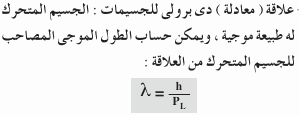 - علاقة ( معادلة ) دى برولى للجسيمات : الجسيم المتحرك
له طبيعة موجية ، ويمكن حساب الطول الموجى المصاحب
للجسيم المتحرك من العلاقة :
λ = h / P_L